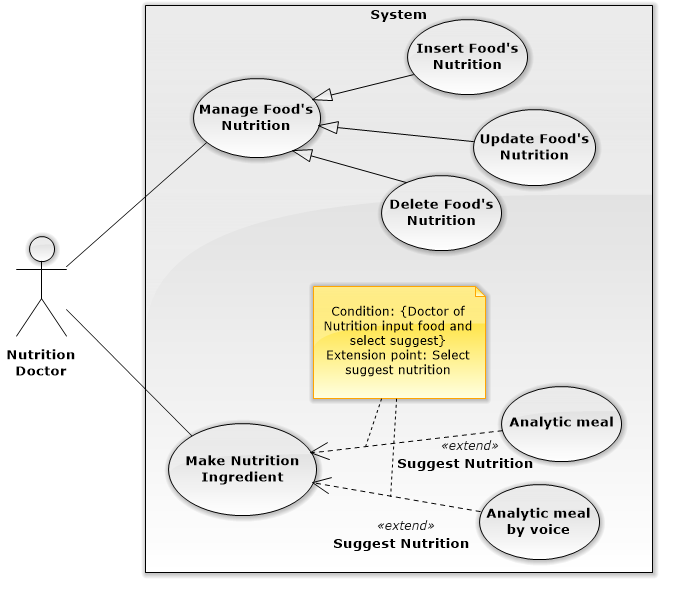 System
Insert Food's
Nutrition
Manage Food's
Nutrition
Update Food's
Nutrition
Delete Food's
Nutrition
Nutrition
Doctor
Condition: {Doctor of
Nutrition input food and
select suggest}
Extension point: Select
suggest nutrition
Analytic meal
«extend»
Suggest Nutrition
Make Nutrition
Ingredient
Analytic meal
by voice
«extend»
Suggest Nutrition